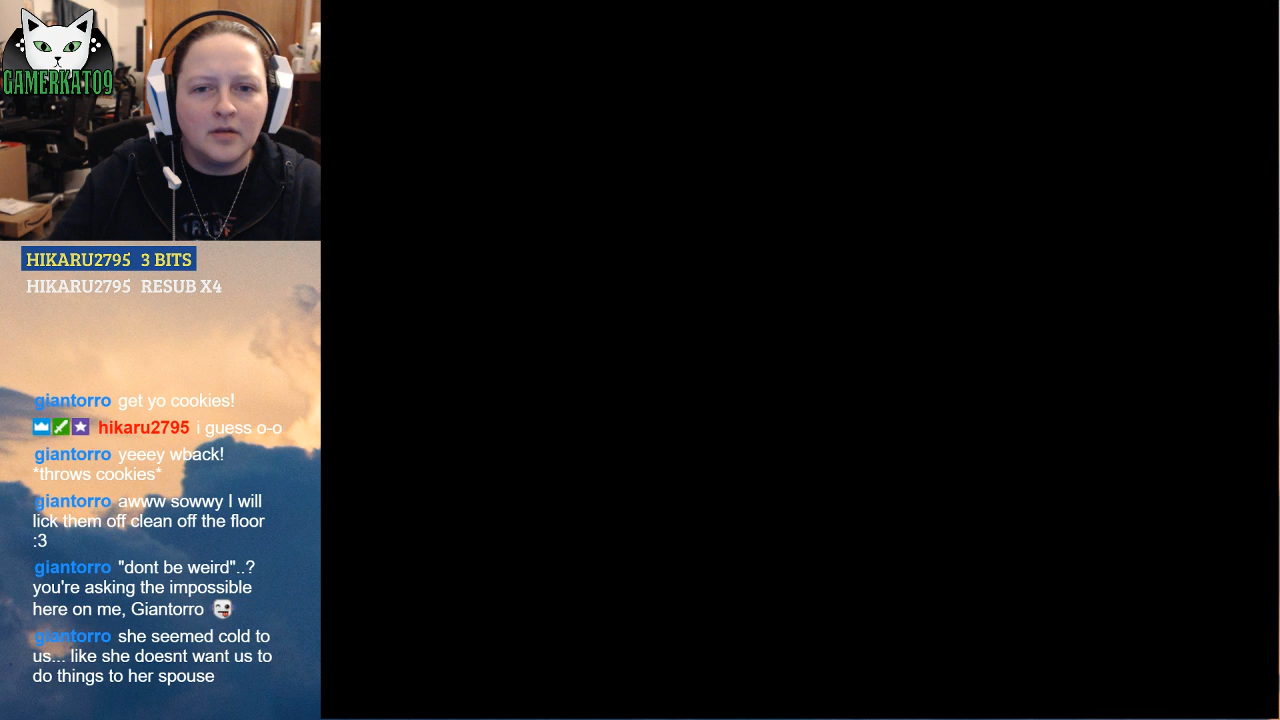 GAMERKAT09
HIKARU2795 3 BITS
HIKARU2795 RESUB X4
giantorro get yo cookies!
hikaru2795 i guess o-o
giantorro yeeey wback!
*throws cookies*
giantorro awww sowwy I will
lick them off clean off the floor
:3
giantorro "dont be weird"..?
you're asking the impossible
here on me, Giantorro
giantorro she seemed cold to
us... like she doesnt want us to
do things to her spouse